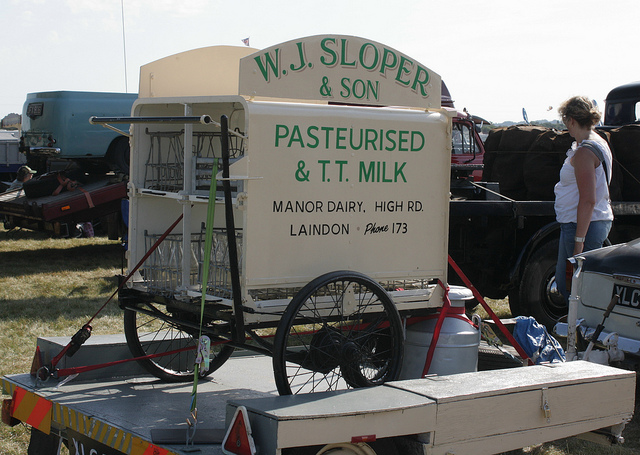 W. J. SLOPER
& SON
PASTEURISED
& T. T. MILK
MANOR DAIRY, HIGH RD.
LAINDON · Phone 173